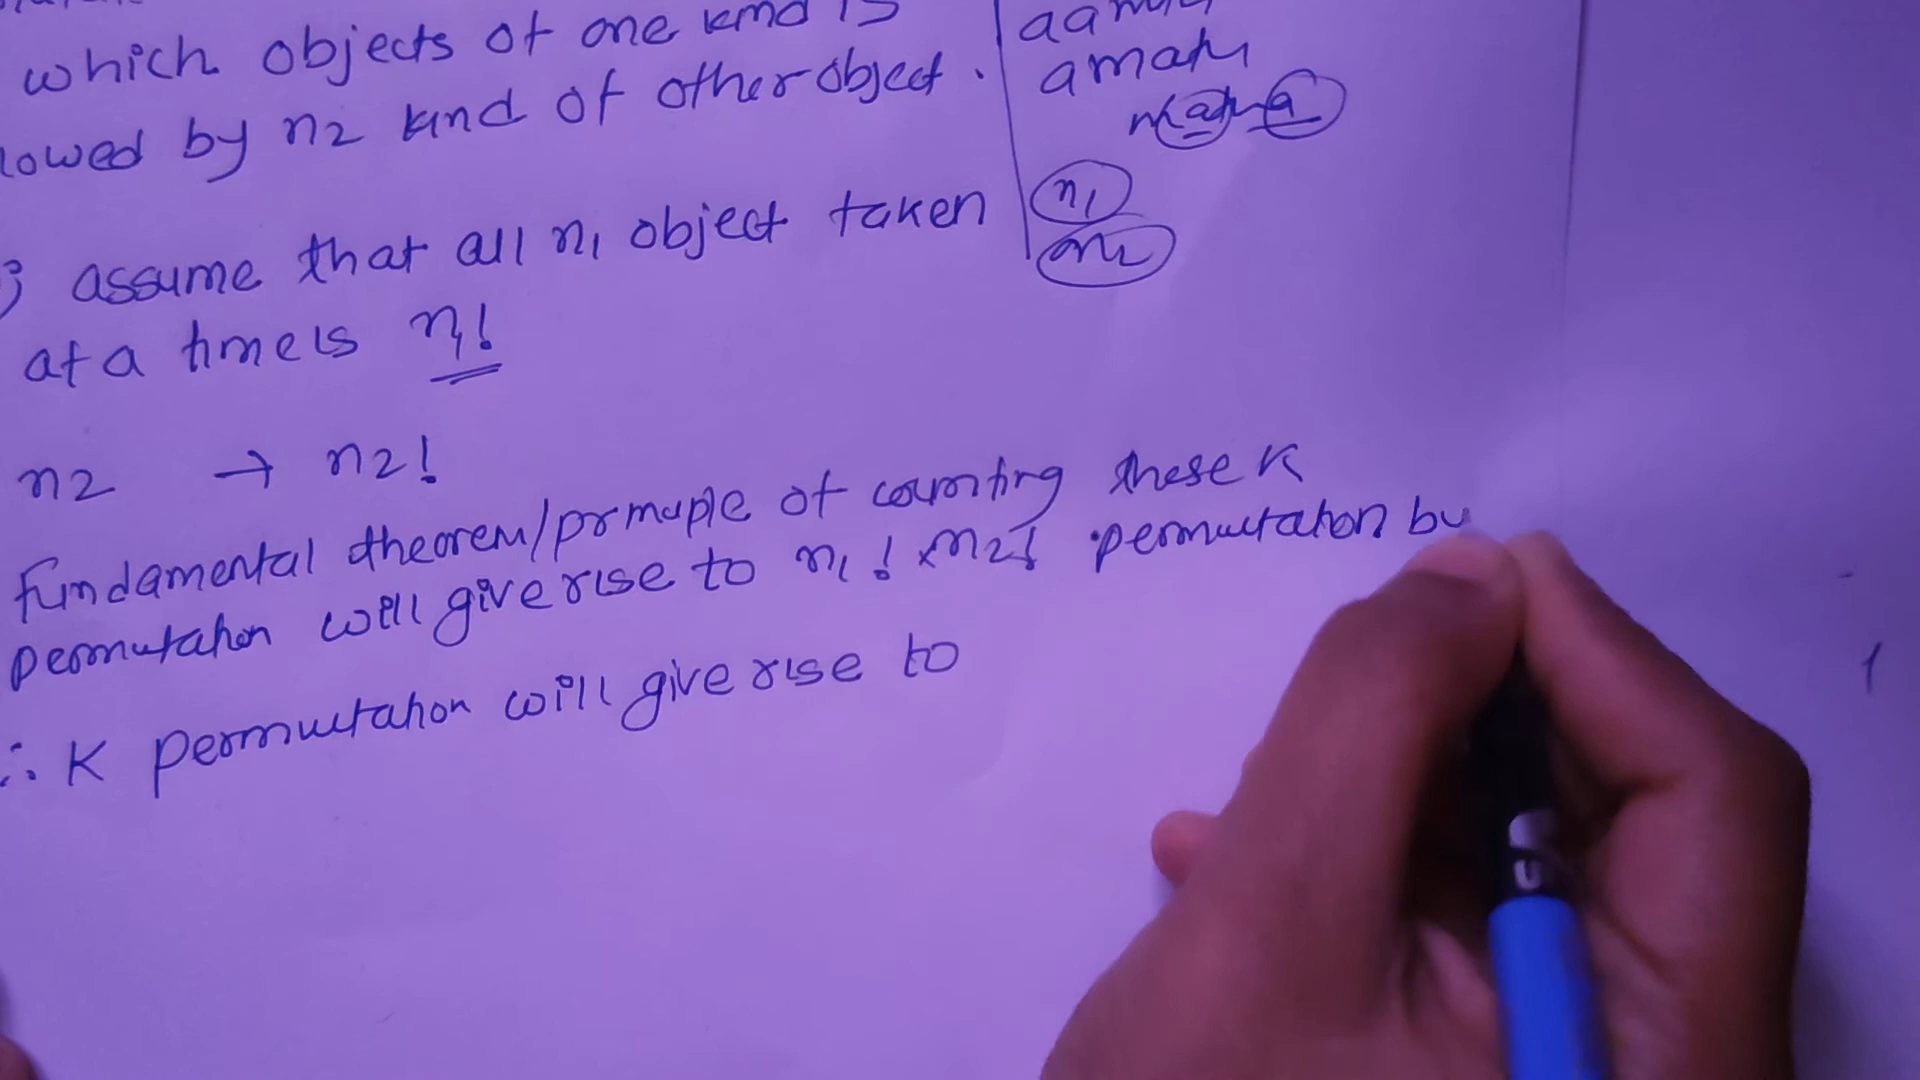 which objects of one kind is
lowed by n2 kind of other object.
amatu
n1
n2
assume that all n1 object taken
at a time is n1!
n2 → n2!
Fundamental theorem/principle of counting these K
permutation will give rise to n1! x n2! permutation bu
∴ K permutation will give rise to